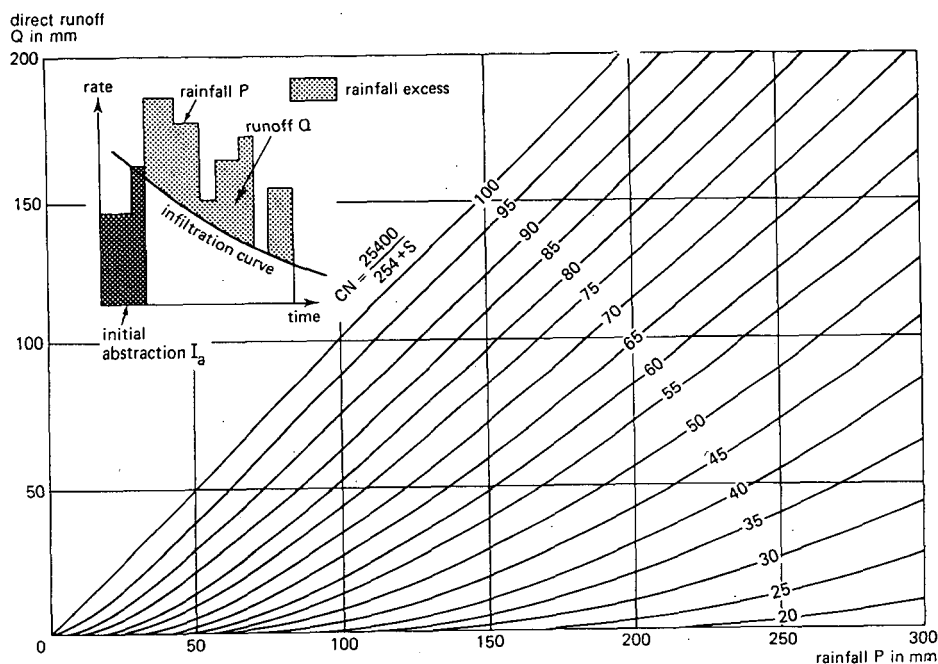 direct runoff
Q in mm
200
150
100
50
0
rate
rainfall P
rainfall excess
runoff Q
infiltration curve
time
initial
abstraction Ia
CN = 25400
254 + S
100
95
90
85
80
75
70
65
60
55
50
45
40
35
30
25
20
0
50
100
150
200
250
300
rainfall P in mm